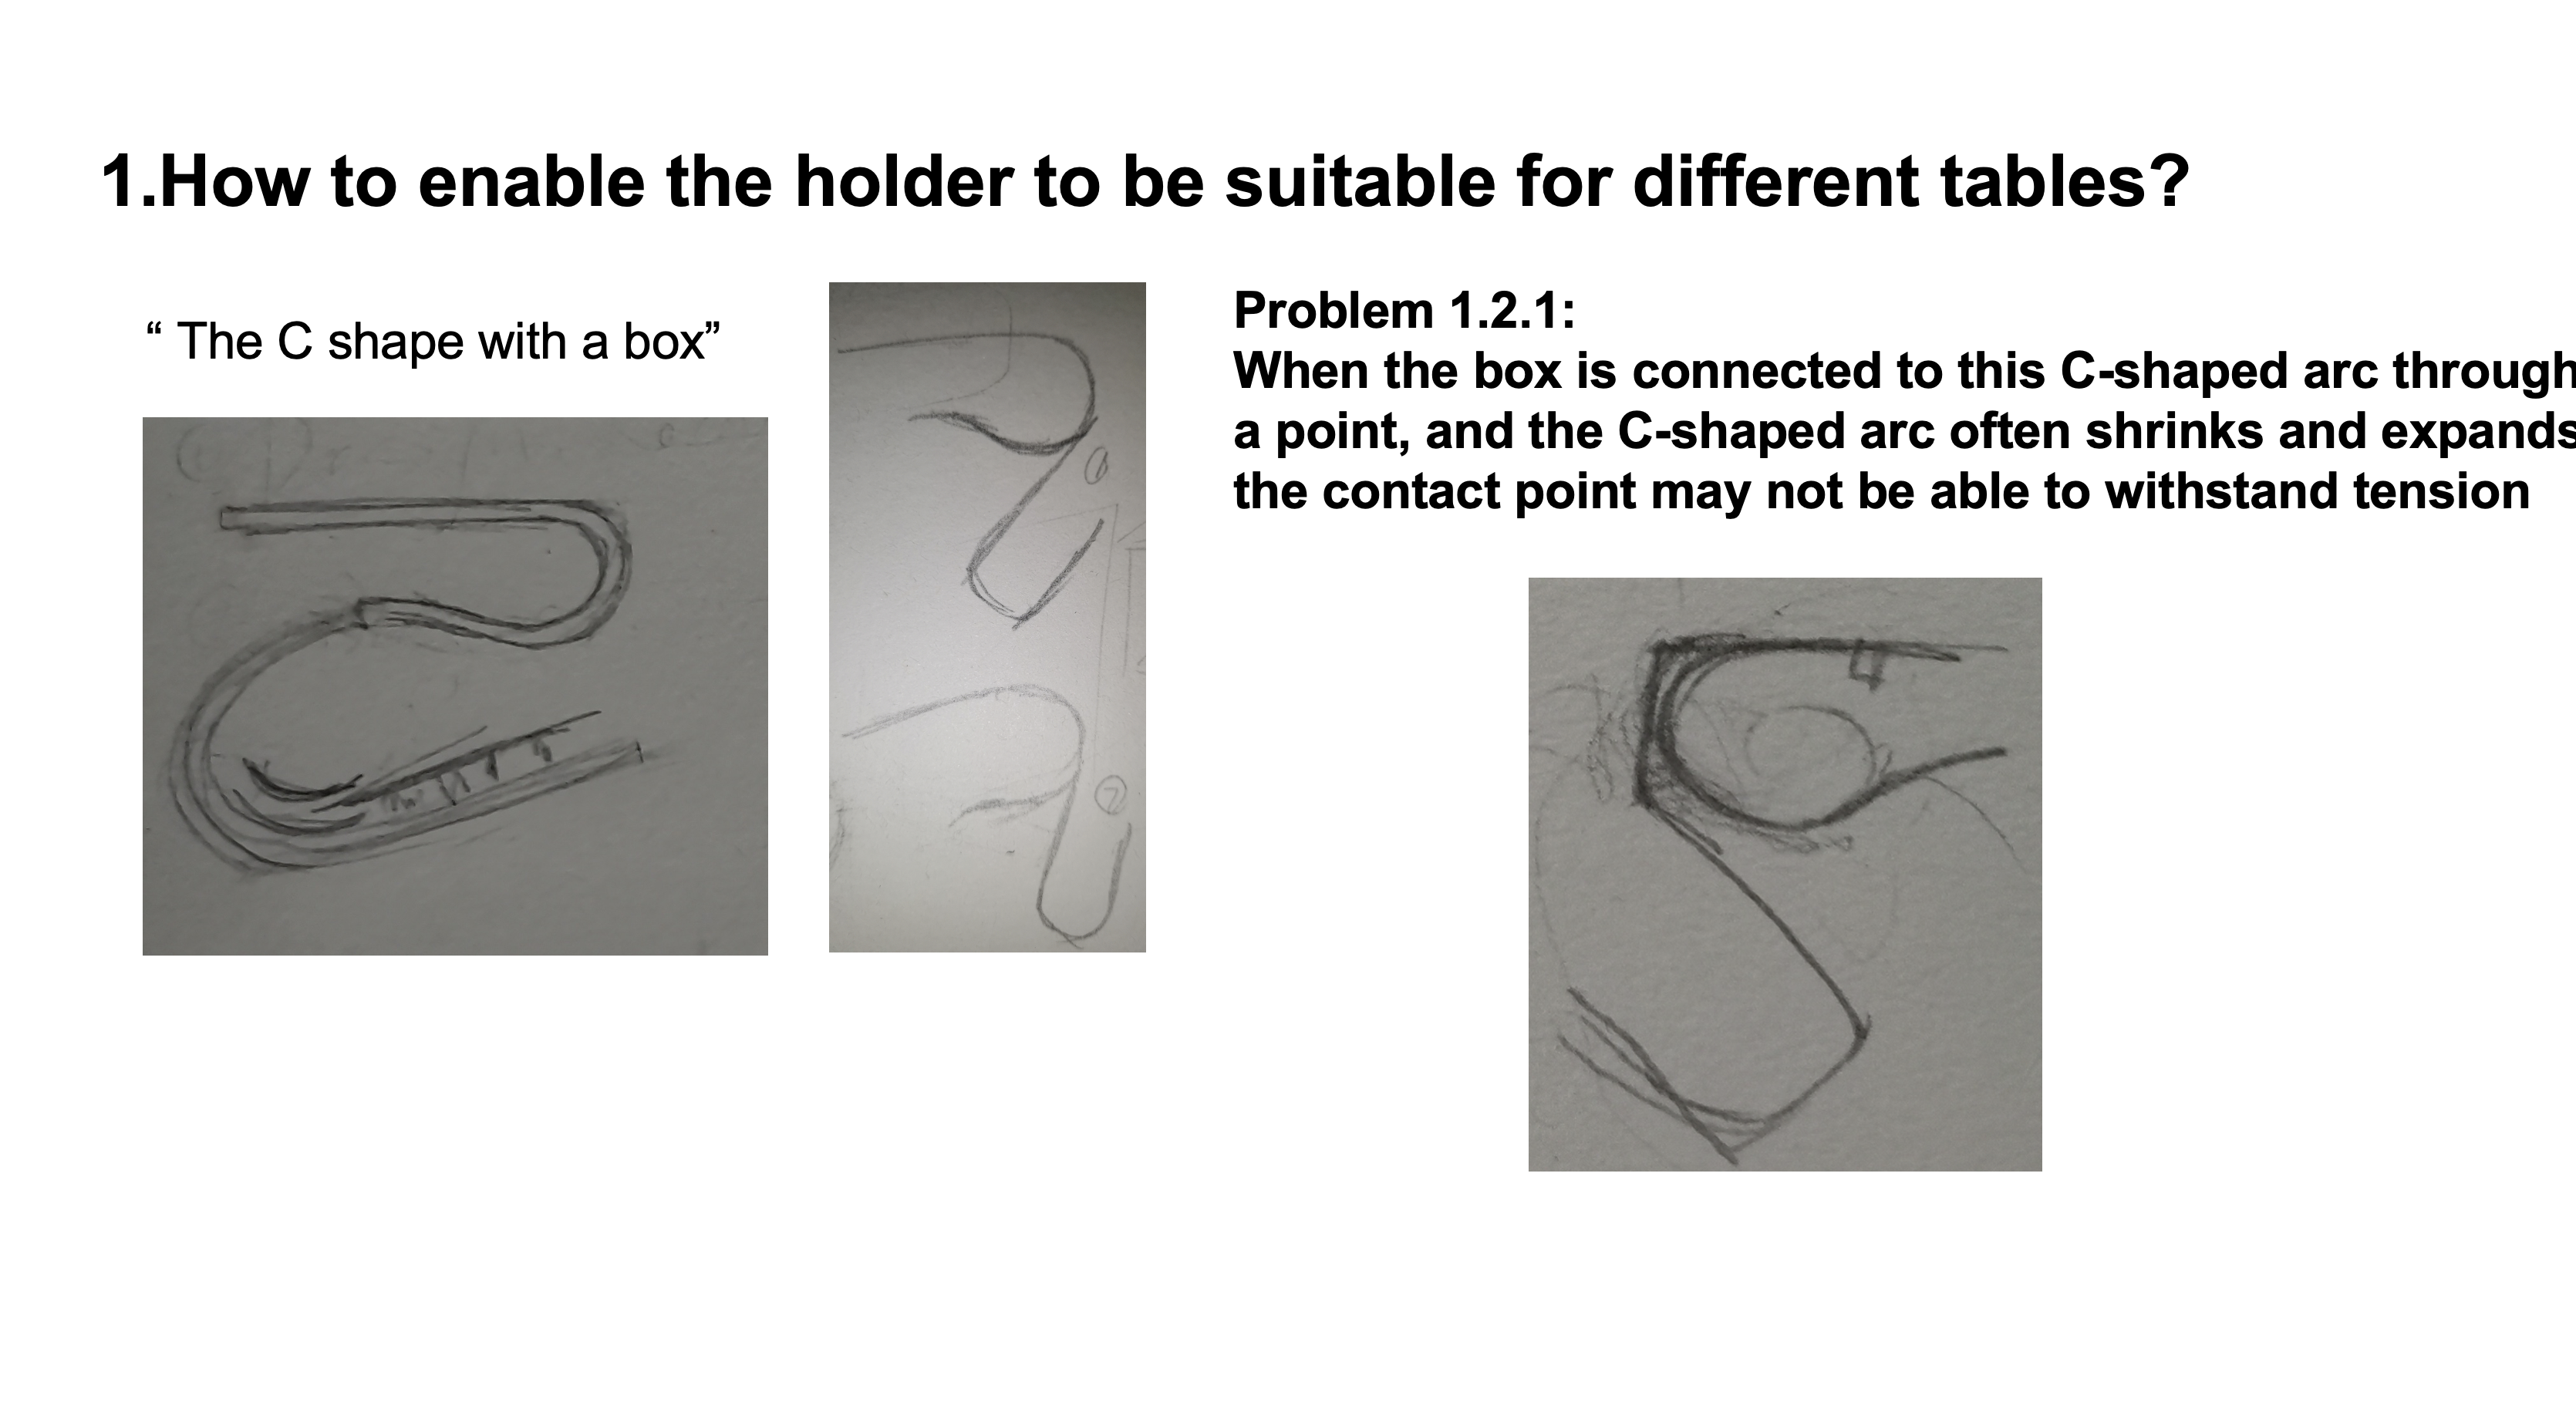 1.How to enable the holder to be suitable for different tables?
“ The C shape with a box”
Problem 1.2.1:
When the box is connected to this C-shaped arc through
a point, and the C-shaped arc often shrinks and expands
the contact point may not be able to withstand tension
①
②